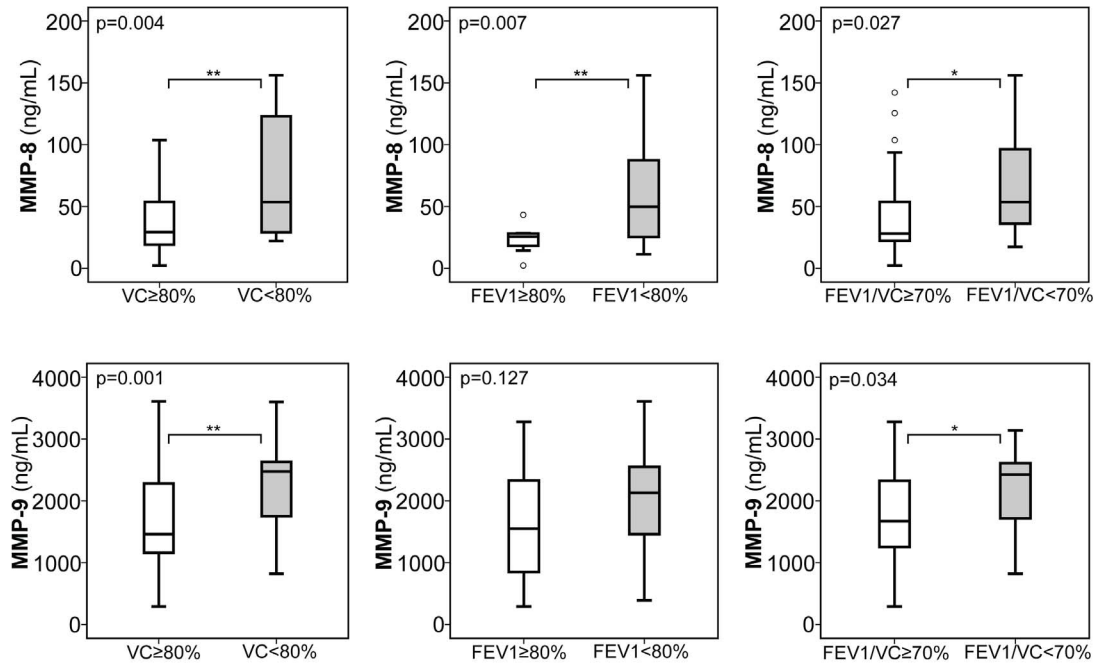 p=0.004
**
MMP-8 (ng/mL)
200
150
100
50
0
VC≥80%
VC<80%
p=0.007
**
MMP-8 (ng/mL)
200
150
100
50
0
FEV1≥80%
FEV1<80%
p=0.027
*
MMP-8 (ng/mL)
200
150
100
50
0
FEV1/VC≥70%
FEV1/VC<70%
p=0.001
**
MMP-9 (ng/mL)
4000
3000
2000
1000
0
VC≥80%
VC<80%
p=0.127
MMP-9 (ng/mL)
4000
3000
2000
1000
0
FEV1≥80%
FEV1<80%
p=0.034
*
MMP-9 (ng/mL)
4000
3000
2000
1000
0
FEV1/VC≥70%
FEV1/VC<70%